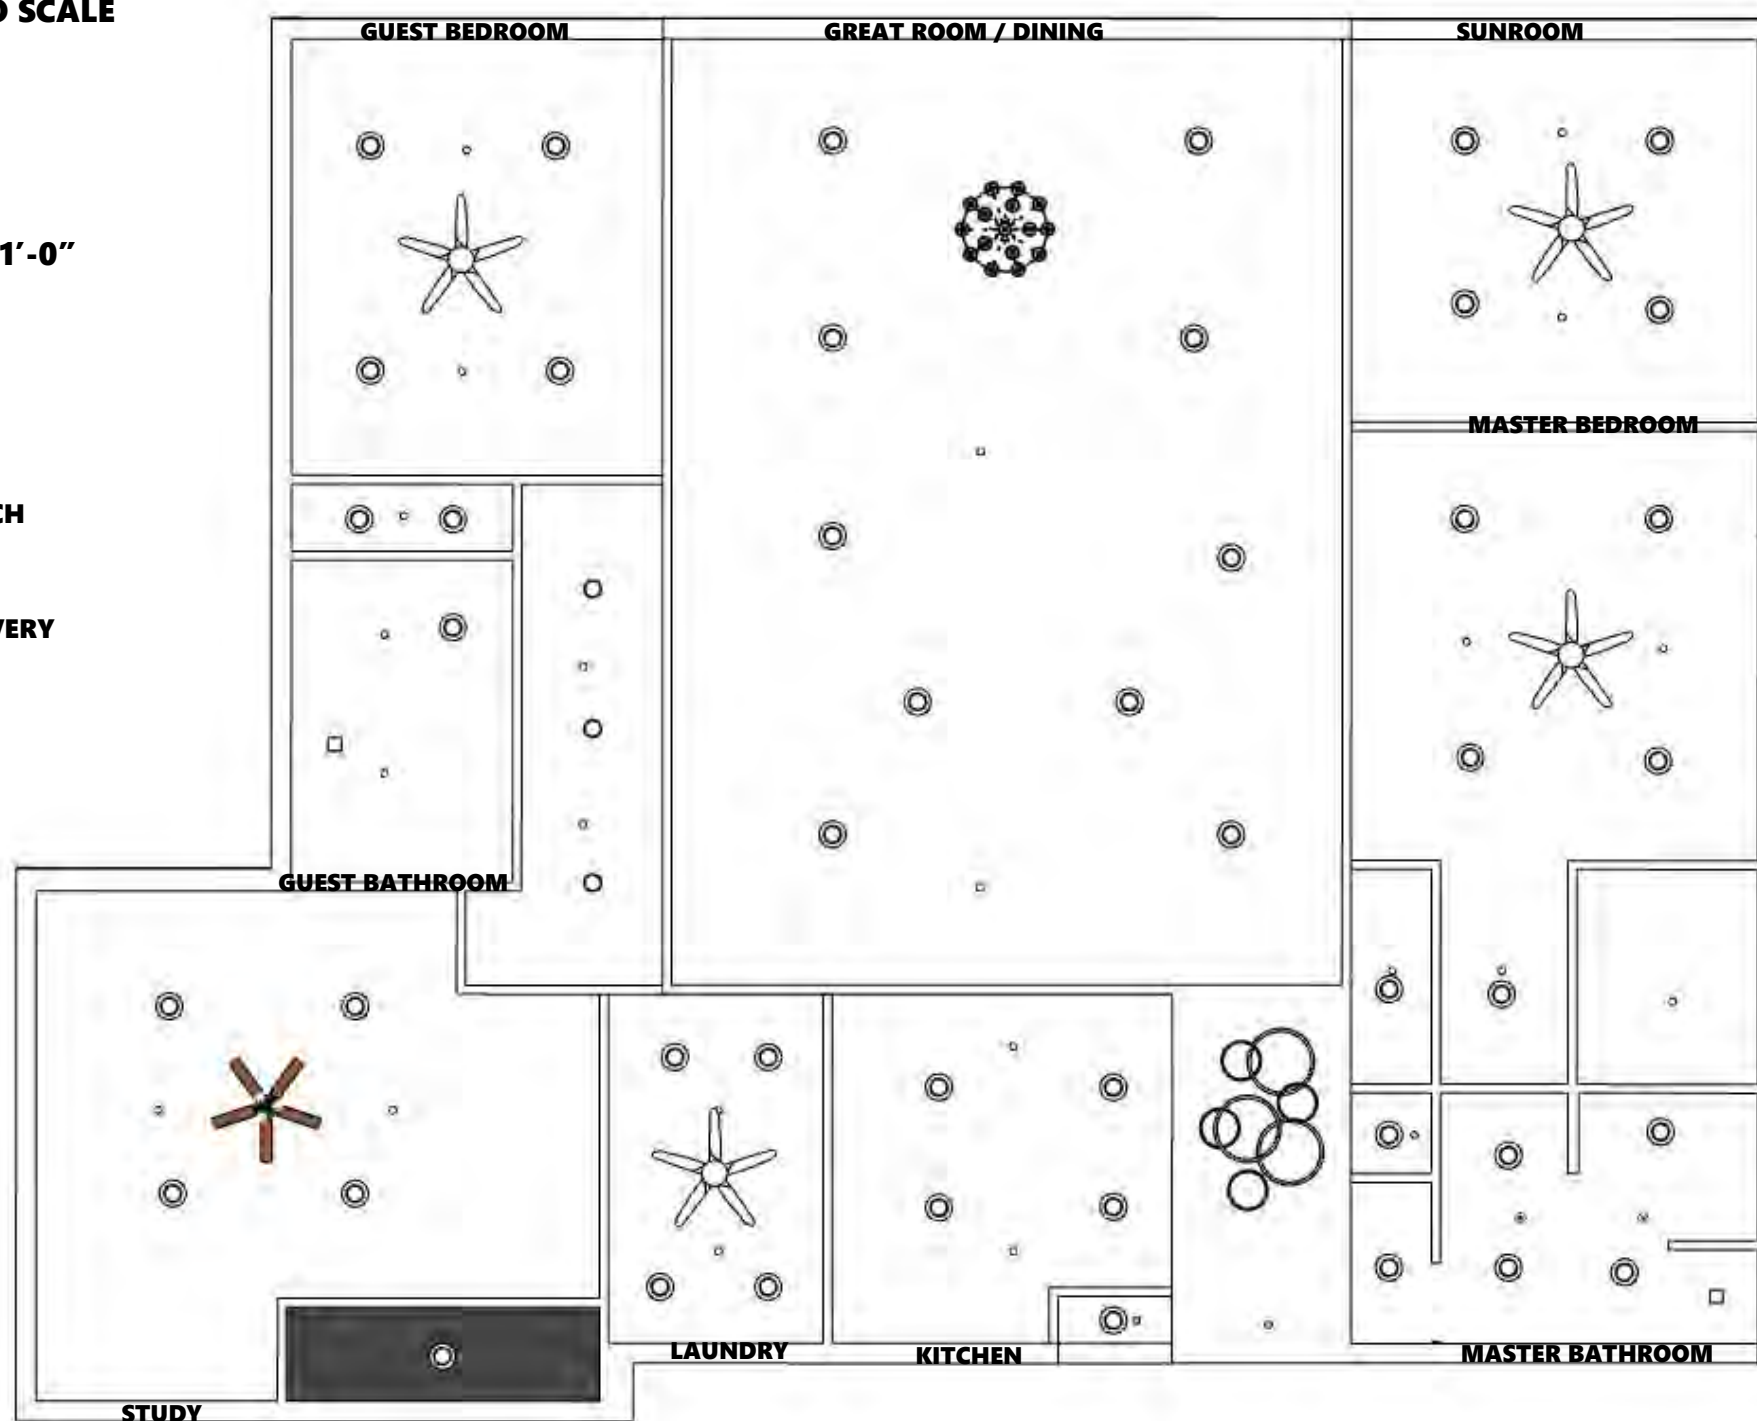 O SCALE
GUEST BEDROOM
GREAT ROOM / DINING
SUNROOM
1′-0″
MASTER BEDROOM
CH
VERY
GUEST BATHROOM
LAUNDRY
KITCHEN
MASTER BATHROOM
STUDY